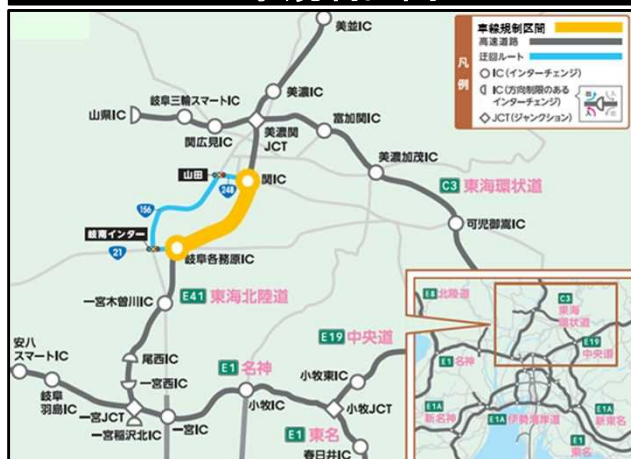 美並IC
車線規制区間
高速道路
迂回ルート
凡例
IC(インターチェンジ)
IC(方向制限のある
インターチェンジ)
JCT(ジャンクション)
美濃IC
岐阜三輪スマートIC
山県IC
関広見IC
美濃関
JCT
富加関IC
美濃加茂IC
山田
248
関IC
C3 東海環状道
156
可児御嵩IC
岐南インター
21
岐阜各務原IC
一宮木曽川IC
E41 東海北陸道
E19 中央道
安八
スマートIC
尾西IC
E1 名神
一宮西IC
小牧東IC
岐阜
羽島IC
一宮JCT
小牧IC
小牧JCT
一宮稲沢北IC
一宮IC
E1 東名
春日井IC
E8 北陸道
C3
東海
環状道
E19
中央道
E1 名神
E1A
新名神
E1A 伊勢湾岸道
E1A
新東名
E1
東名